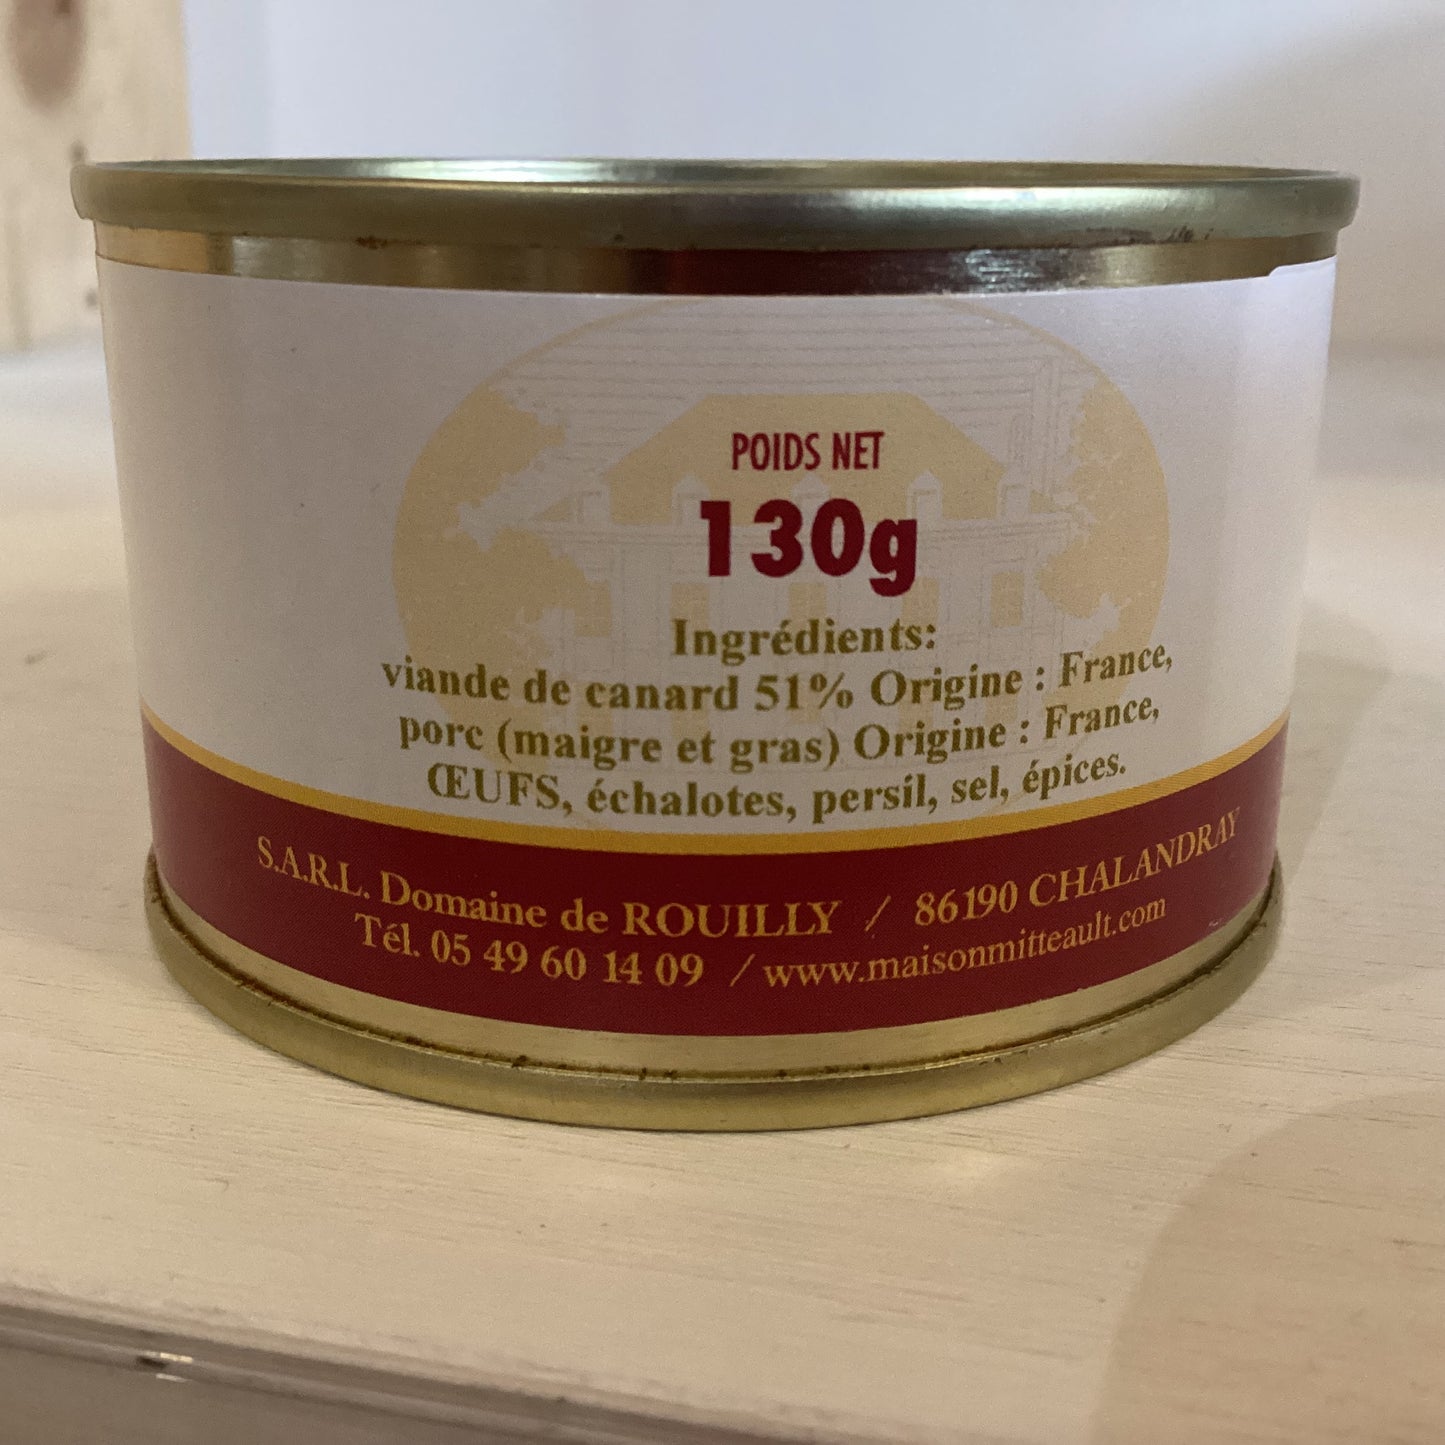 POIDS NET
130g
Ingrédients:
viande de canard 51% Origine : France,
porc (maigre et gras) Origine : France,
ŒUFS, échalotes, persil, sel, épices.
S.A.R.L. Domaine de ROUILLY / 86190 CHALANDRAY
Tél. 05 49 60 14 09 / www.maisonmitteault.com